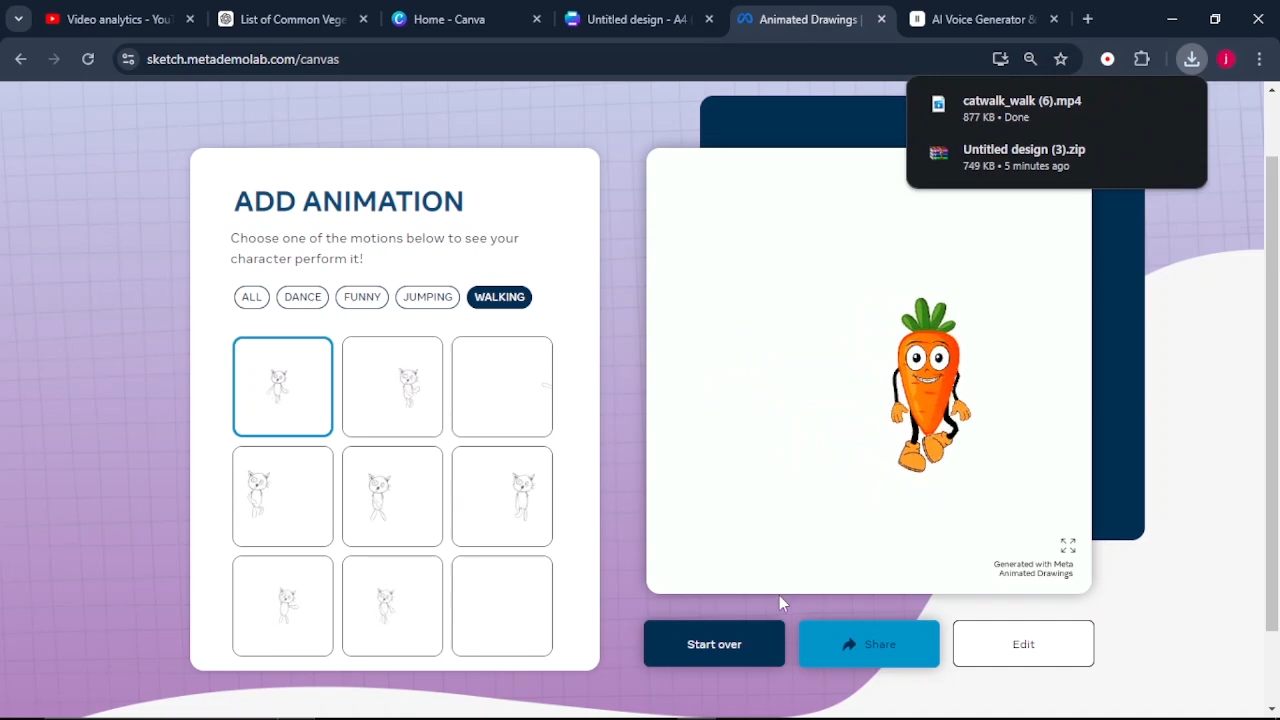 Video analytics - YouT
List of Common Vege
Home - Canva
Untitled design - A4
Animated Drawings |
AI Voice Generator &
sketch.metademolab.com/canvas
j
catwalk_walk (6).mp4
877 KB • Done
Untitled design (3).zip
749 KB • 5 minutes ago
ADD ANIMATION
Choose one of the motions below to see your
character perform it!
ALL DANCE FUNNY JUMPING WALKING
Generated with Meta
Animated Drawings
Start over
Share
Edit